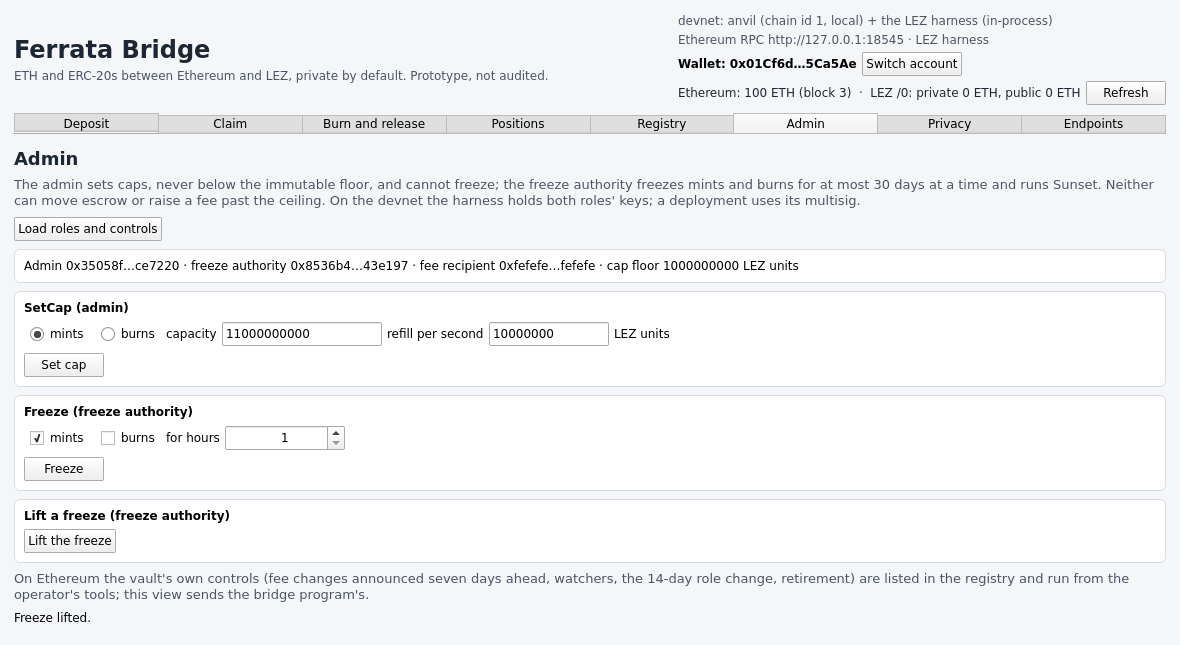 Ferrata Bridge
ETH and ERC-20s between Ethereum and LEZ, private by default. Prototype, not audited.
devnet: anvil (chain id 1, local) + the LEZ harness (in-process)
Ethereum RPC http://127.0.0.1:18545 · LEZ harness
Wallet: 0x01Cf6d…5Ca5Ae Switch account
Ethereum: 100 ETH (block 3) · LEZ /0: private 0 ETH, public 0 ETH Refresh
Deposit Claim Burn and release Positions Registry Admin Privacy Endpoints
Admin
The admin sets caps, never below the immutable floor, and cannot freeze; the freeze authority freezes mints and burns for at most 30 days at a time and runs Sunset. Neither
can move escrow or raise a fee past the ceiling. On the devnet the harness holds both roles' keys; a deployment uses its multisig.
Load roles and controls
Admin 0x35058f…ce7220 · freeze authority 0x8536b4…43e197 · fee recipient 0xfefefe…fefefe · cap floor 1000000000 LEZ units
SetCap (admin)
mints burns capacity 11000000000 refill per second 10000000 LEZ units
Set cap
Freeze (freeze authority)
mints burns for hours 1
Freeze
Lift a freeze (freeze authority)
Lift the freeze
On Ethereum the vault's own controls (fee changes announced seven days ahead, watchers, the 14-day role change, retirement) are listed in the registry and run from the
operator's tools; this view sends the bridge program's.
Freeze lifted.